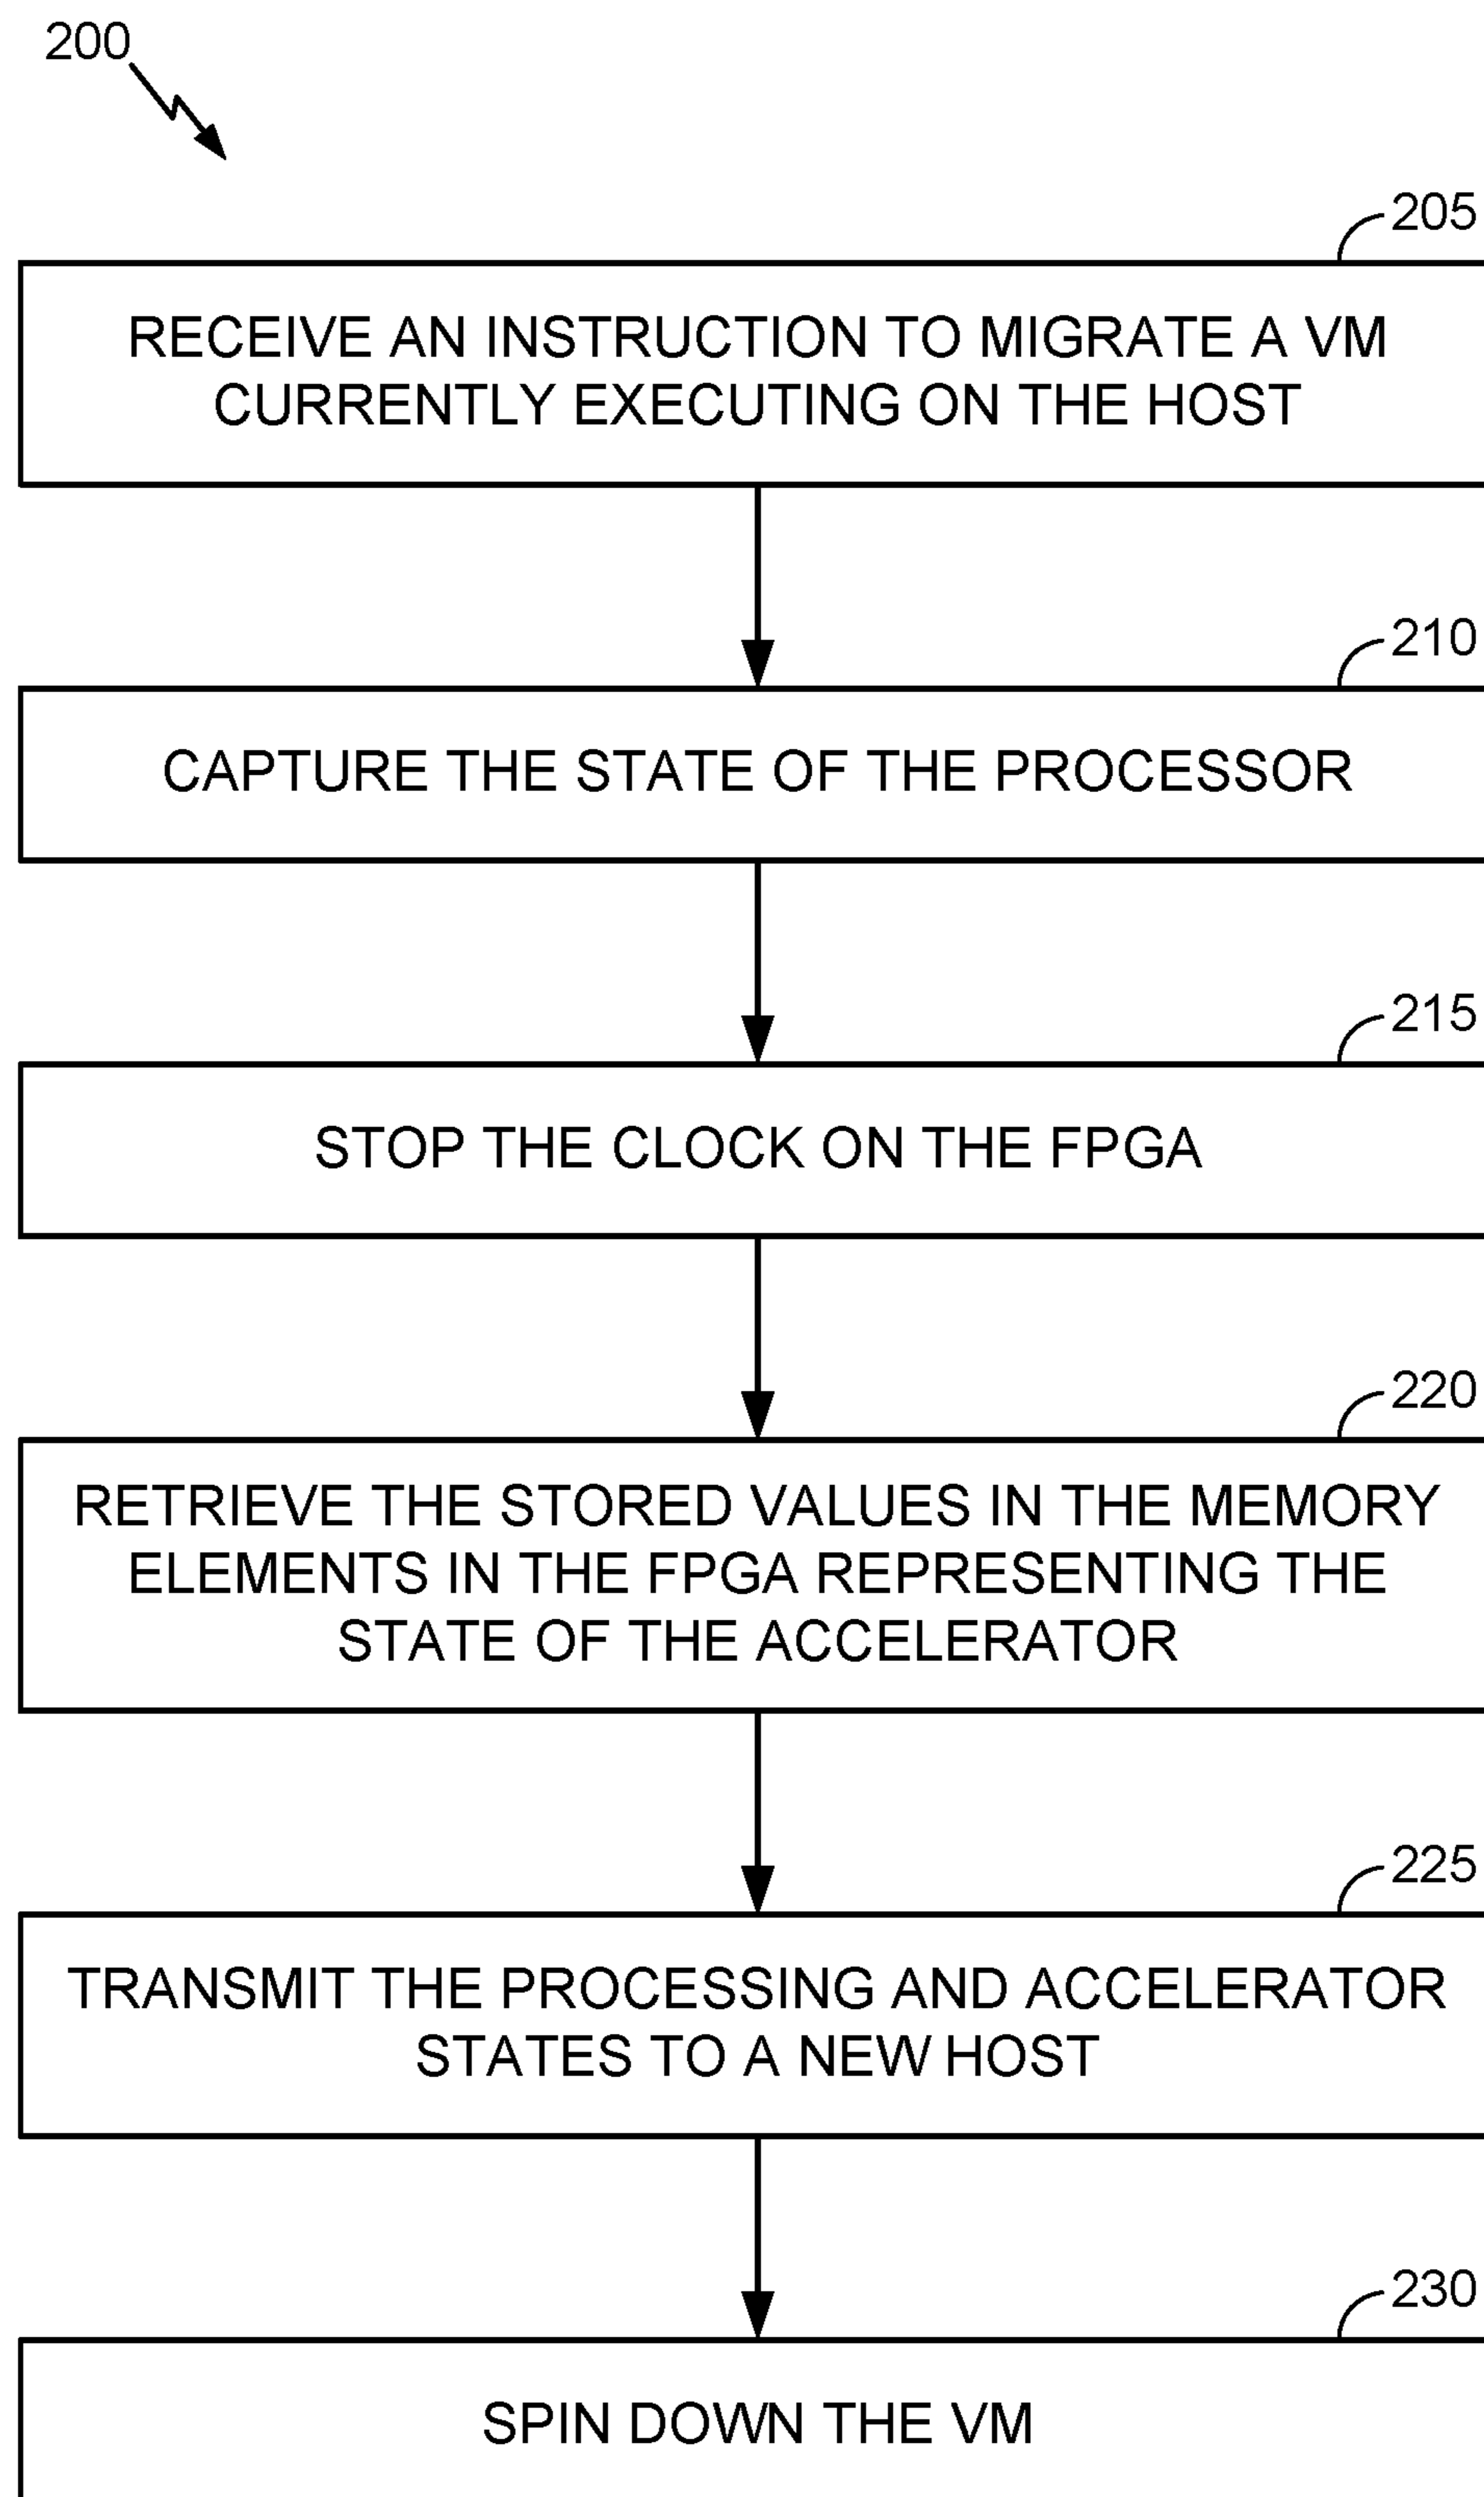 200
205
RECEIVE AN INSTRUCTION TO MIGRATE A VM
CURRENTLY EXECUTING ON THE HOST
210
CAPTURE THE STATE OF THE PROCESSOR
215
STOP THE CLOCK ON THE FPGA
220
RETRIEVE THE STORED VALUES IN THE MEMORY
ELEMENTS IN THE FPGA REPRESENTING THE
STATE OF THE ACCELERATOR
225
TRANSMIT THE PROCESSING AND ACCELERATOR
STATES TO A NEW HOST
230
SPIN DOWN THE VM